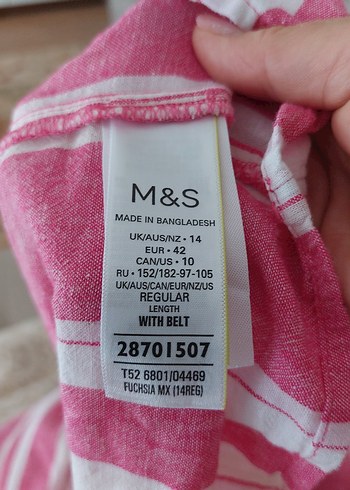 M&S
MADE IN BANGLADESH
UK/AUS/NZ • 14
EUR • 42
CAN/US • 10
RU • 152/182-97-105
UK/AUS/CAN/EUR/NZ/US
REGULAR
LENGTH
WITH BELT
28701507
T52 6801/04469
FUCHSIA MX (14REG)